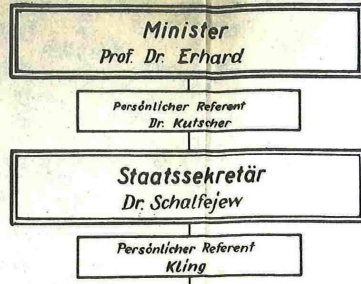 Minister
Prof. Dr. Erhard
Persönlicher Referent
Dr. Kutscher
Staatssekretär
Dr. Schalfejew
Persönlicher Referent
Kling